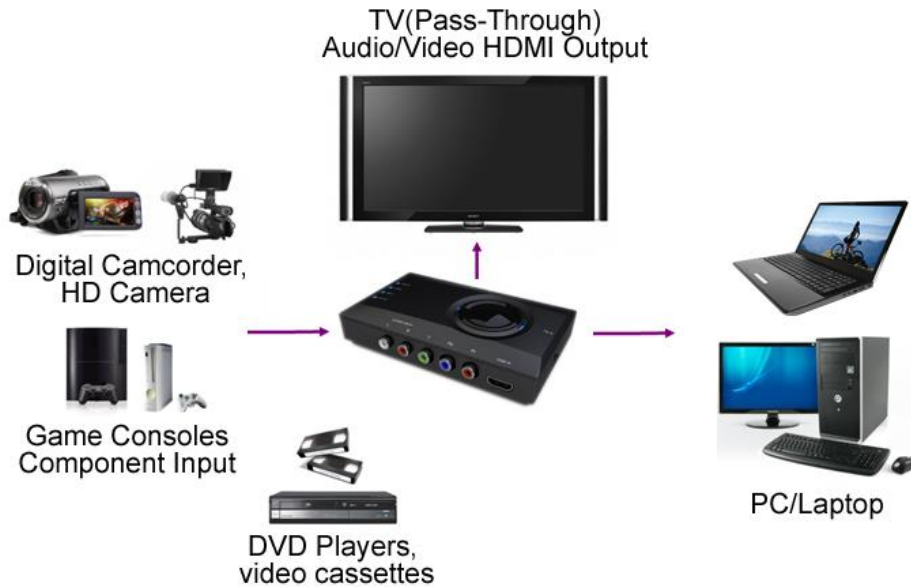 TV(Pass-Through)
Audio/Video HDMI Output
Digital Camcorder,
HD Camera
Game Consoles
Component Input
DVD Players,
video cassettes
PC/Laptop